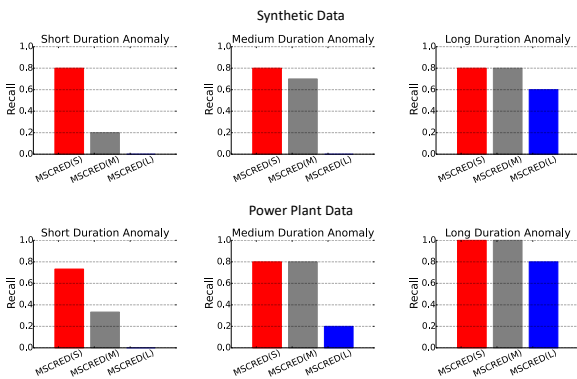 Synthetic Data
Short Duration Anomaly
Medium Duration Anomaly
Long Duration Anomaly
Recall
1.0
0.8
0.6
0.4
0.2
0.0
MSCRED(S)
MSCRED(M)
MSCRED(L)
Recall
1.0
0.8
0.6
0.4
0.2
0.0
MSCRED(S)
MSCRED(M)
MSCRED(L)
Recall
1.0
0.8
0.6
0.4
0.2
0.0
MSCRED(S)
MSCRED(M)
MSCRED(L)
Power Plant Data
Short Duration Anomaly
Medium Duration Anomaly
Long Duration Anomaly
Recall
1.0
0.8
0.6
0.4
0.2
0.0
MSCRED(S)
MSCRED(M)
MSCRED(L)
Recall
1.0
0.8
0.6
0.4
0.2
0.0
MSCRED(S)
MSCRED(M)
MSCRED(L)
Recall
1.0
0.8
0.6
0.4
0.2
0.0
MSCRED(S)
MSCRED(M)
MSCRED(L)